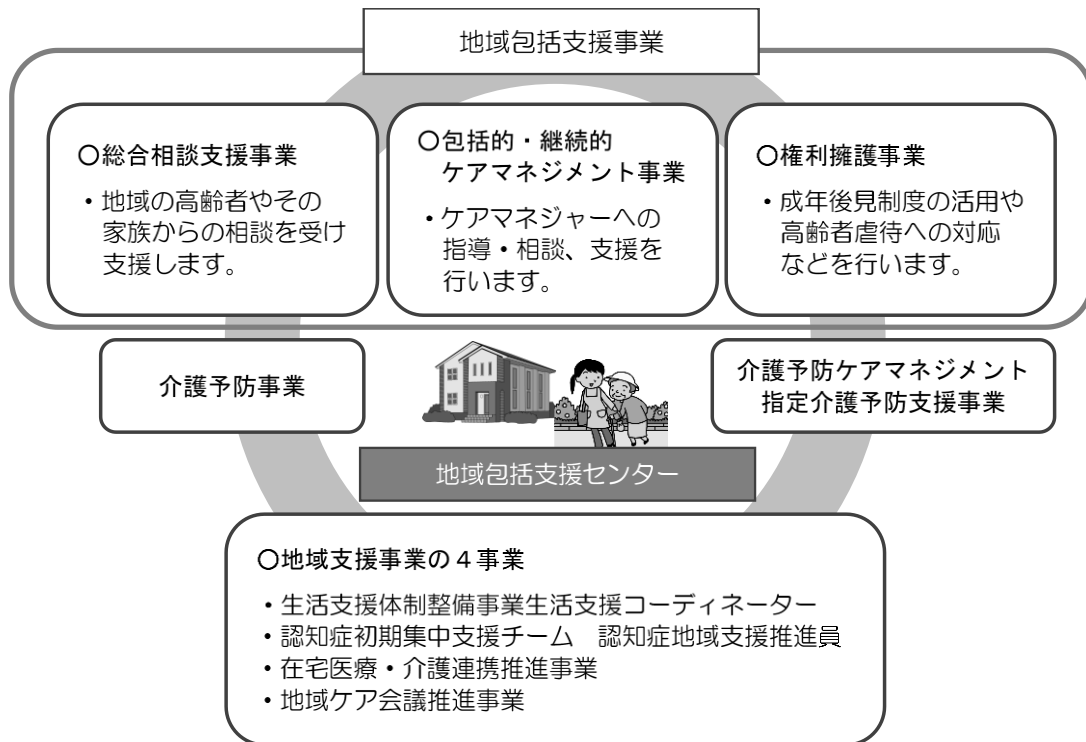 地域包括支援事業
〇総合相談支援事業
・地域の高齢者やその
家族からの相談を受け
支援します。
〇包括的・継続的
ケアマネジメント事業
・ケアマネジャーへの
指導・相談、支援を
行います。
〇権利擁護事業
・成年後見制度の活用や
高齢者虐待への対応
などを行います。
介護予防事業
介護予防ケアマネジメント
指定介護予防支援事業
地域包括支援センター
〇地域支援事業の４事業
・生活支援体制整備事業生活支援コーディネーター
・認知症初期集中支援チーム　認知症地域支援推進員
・在宅医療・介護連携推進事業
・地域ケア会議推進事業